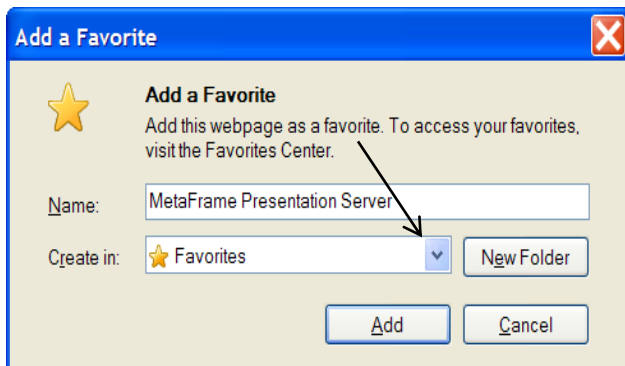 Add a Favorite
Add a Favorite
Add this webpage as a favorite. To access your favorites,
visit the Favorites Center.
Name: MetaFrame Presentation Server
Create in: Favorites New Folder
Add Cancel